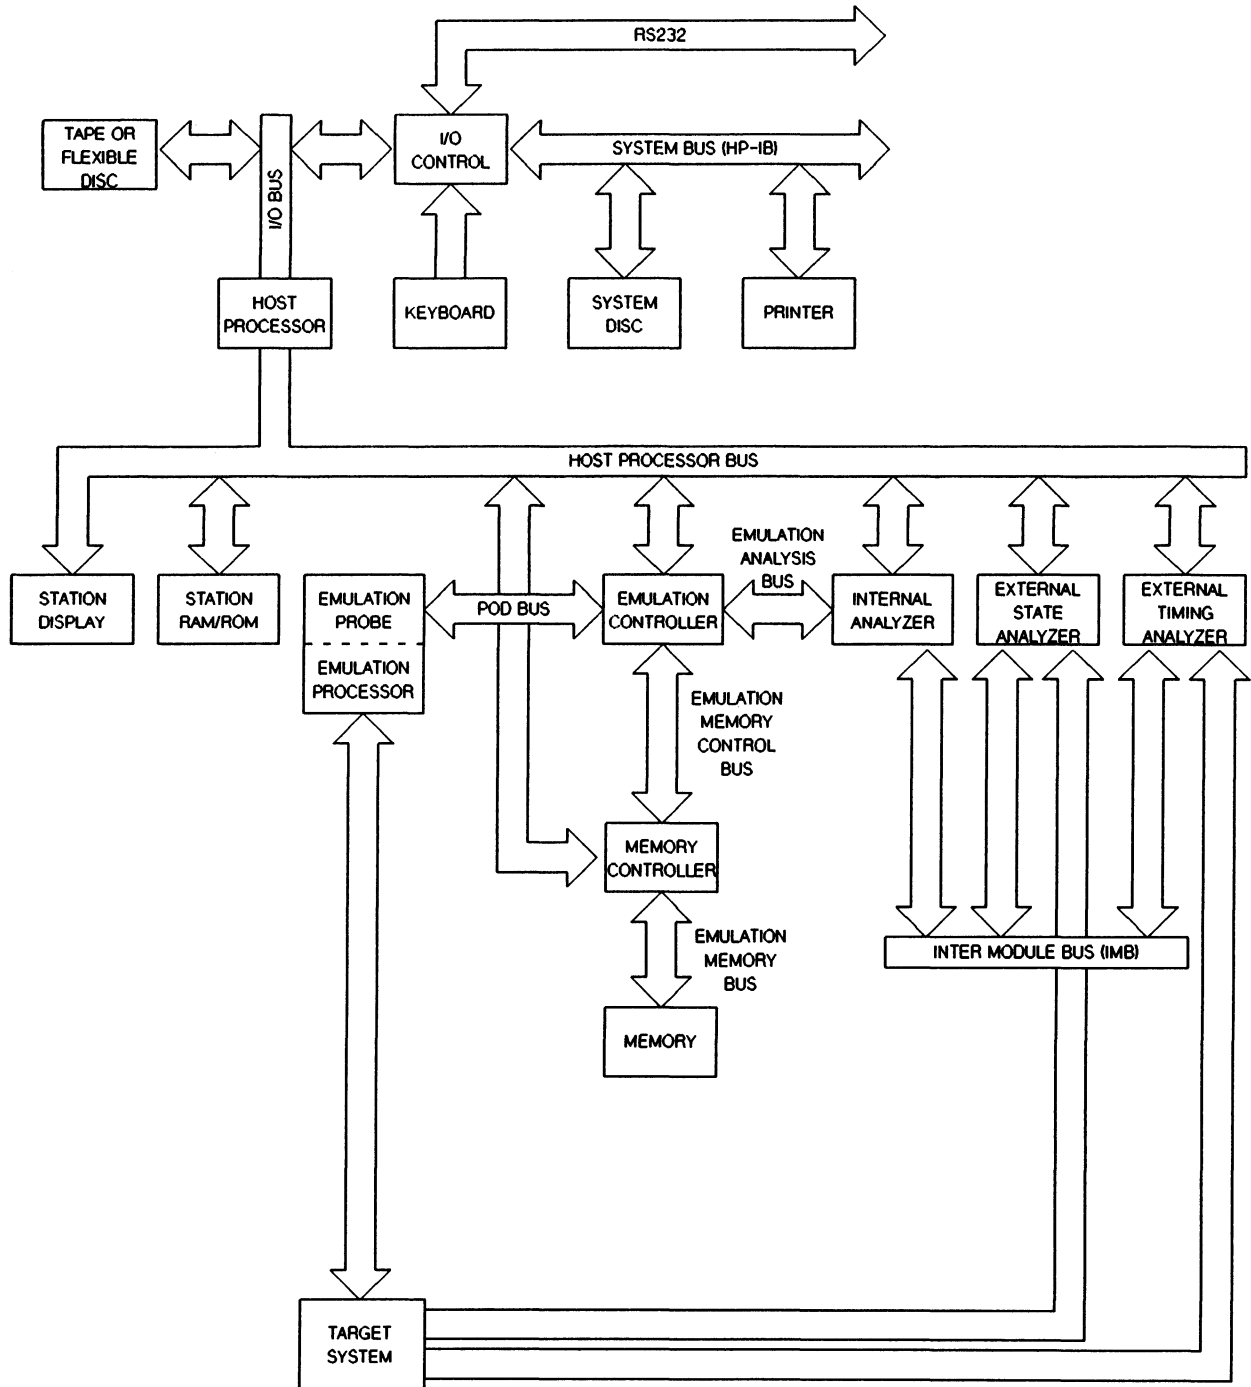 RS232
TAPE OR
FLEXIBLE
DISC
I/O BUS
I/O
CONTROL
SYSTEM BUS (HP-IB)
HOST
PROCESSOR
KEYBOARD
SYSTEM
DISC
PRINTER
HOST PROCESSOR BUS
STATION
DISPLAY
STATION
RAM/ROM
EMULATION
PROBE
EMULATION
PROCESSOR
POD BUS
EMULATION
CONTROLLER
EMULATION
ANALYSIS
BUS
INTERNAL
ANALYZER
EXTERNAL
STATE
ANALYZER
EXTERNAL
TIMING
ANALYZER
EMULATION
MEMORY
CONTROL
BUS
MEMORY
CONTROLLER
EMULATION
MEMORY
BUS
INTER MODULE BUS (IMB)
MEMORY
TARGET
SYSTEM